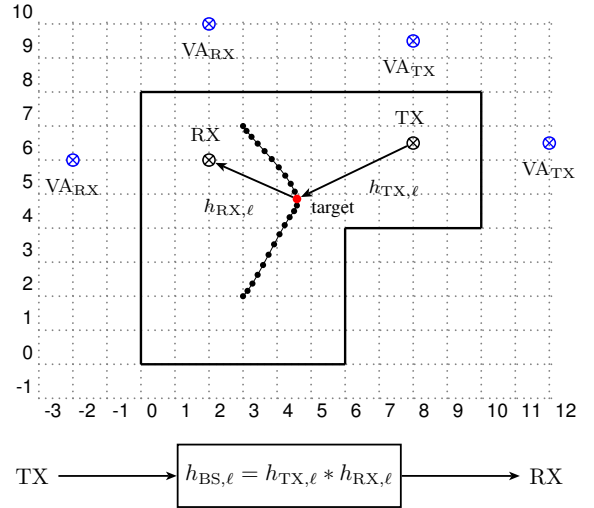 10
9
8
7
6
5
4
3
2
1
0
-1
VA_RX
VA_TX
TX
RX
VA_TX
VA_RX
h_TX,ℓ
h_RX,ℓ
target
-3 -2 -1 0 1 2 3 4 5 6 7 8 9 10 11 12
TX h_BS,ℓ = h_TX,ℓ ∗ h_RX,ℓ RX